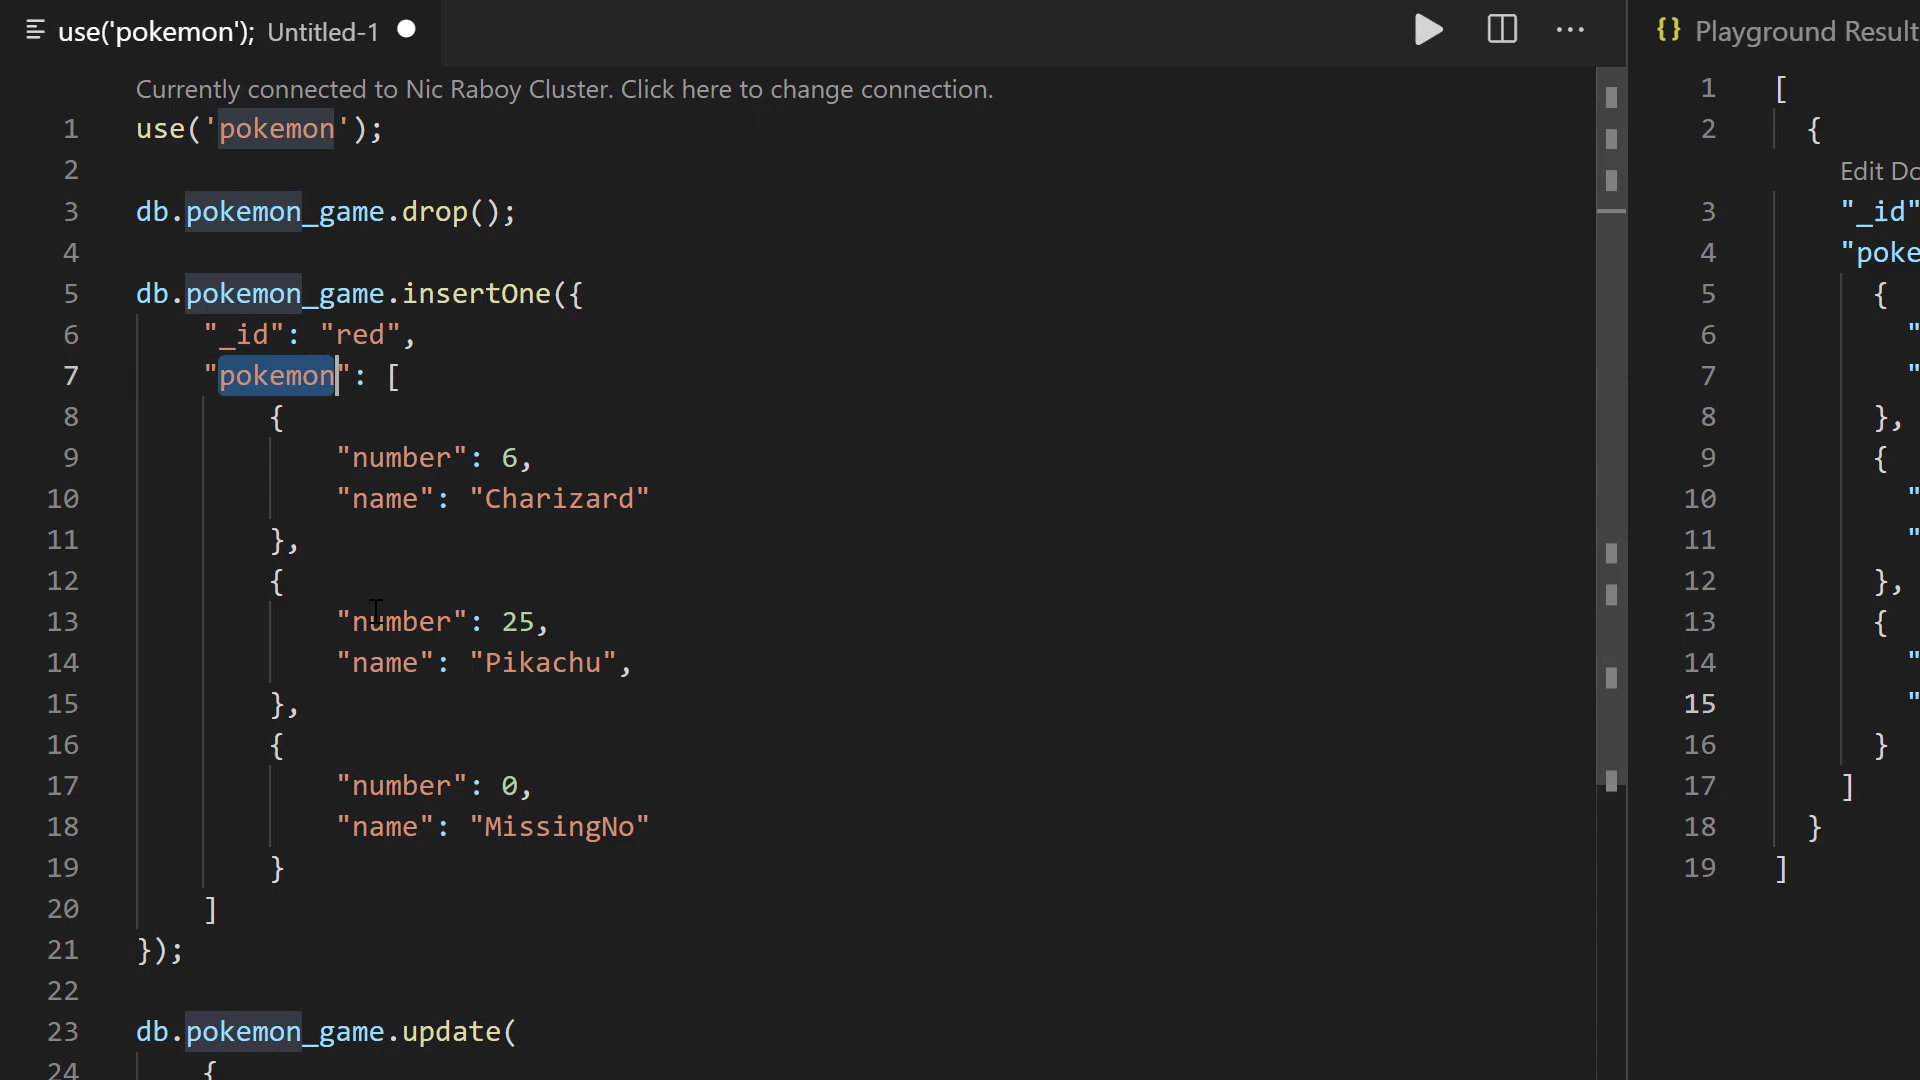 use('pokemon'); Untitled-1
Currently connected to Nic Raboy Cluster. Click here to change connection.
1 use('pokemon');
2
3 db.pokemon_game.drop();
4
5 db.pokemon_game.insertOne({
6 "_id": "red",
7 "pokemon": [
8 {
9 "number": 6,
10 "name": "Charizard"
11 },
12 {
13 "number": 25,
14 "name": "Pikachu",
15 },
16 {
17 "number": 0,
18 "name": "MissingNo"
19 }
20 ]
21 });
22
23 db.pokemon_game.update(
24 {
{} Playground Result
1 [
2 {
Edit Do
3 "_id"
4 "poke
5 {
6 "
7 "
8 },
9 {
10 "
11 "
12 },
13 {
14 "
15 "
16 }
17 ]
18 }
19 ]